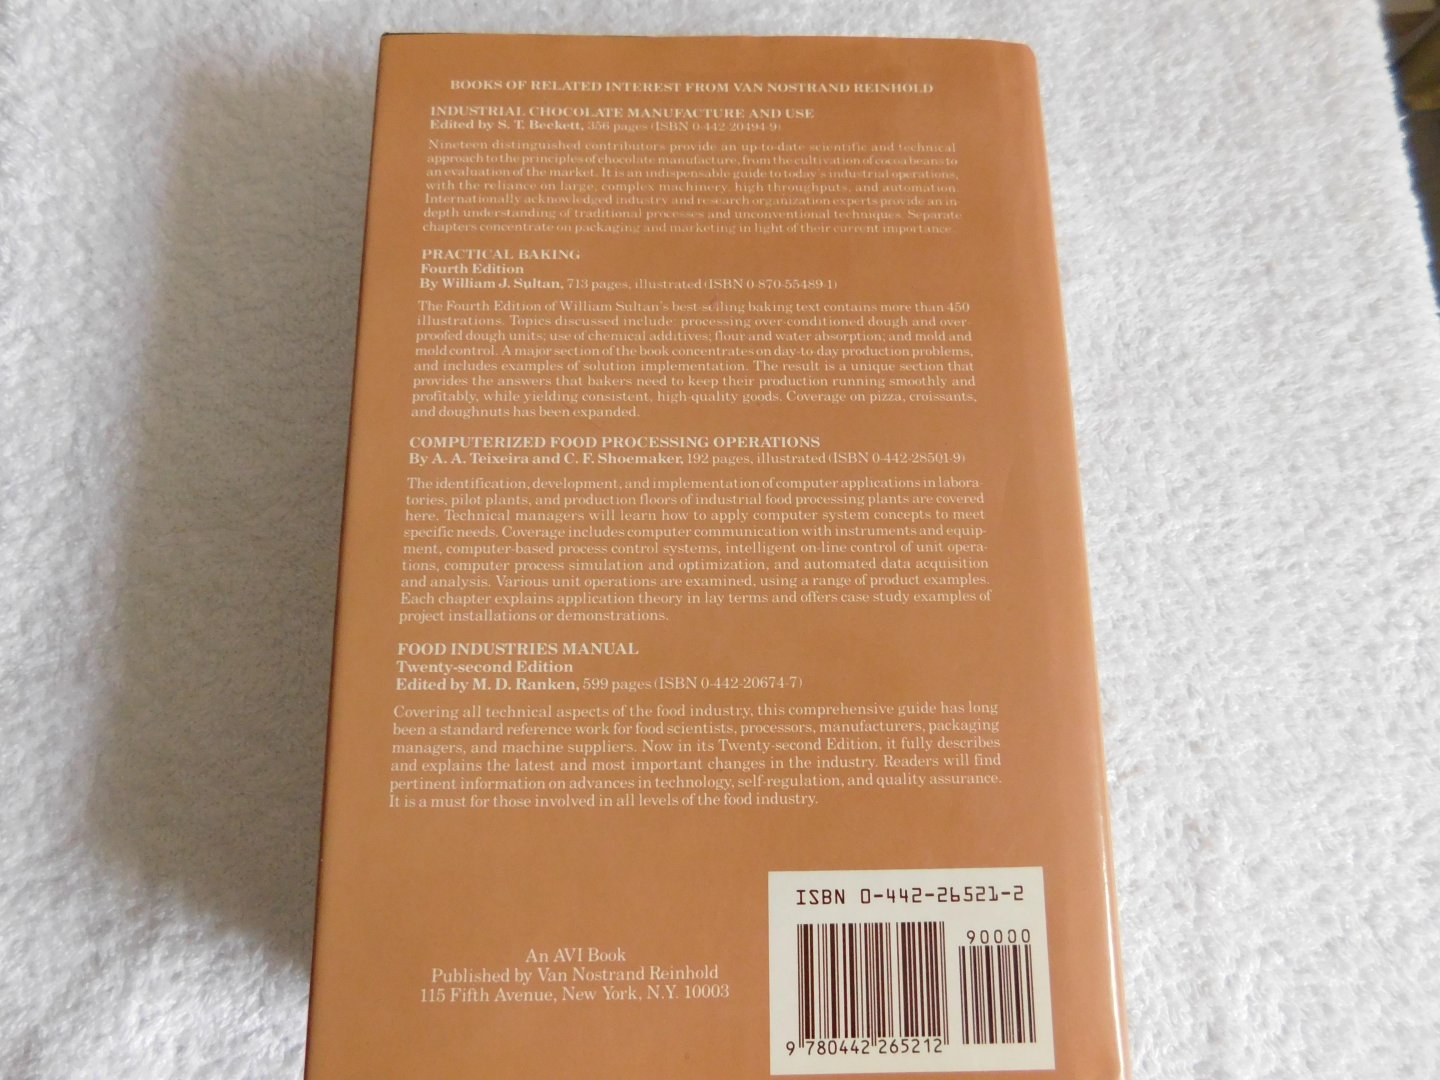 BOOKS OF RELATED INTEREST FROM VAN NOSTRAND REINHOLD
INDUSTRIAL CHOCOLATE MANUFACTURE AND USE
Edited by S. T. Beckett, 356 pages (ISBN 0-442-20494-9)
Nineteen distinguished contributors provide an up-to-date scientific and technical
approach to the principles of chocolate manufacture, from the cultivation of cocoa beans to
an evaluation of the market. It is an indispensable guide to today's industrial operations,
with the reliance on large, complex machinery, high throughputs, and automation.
Internationally acknowledged industry and research organization experts provide an in
depth understanding of traditional processes and unconventional techniques. Separate
chapters concentrate on packaging and marketing in light of their current importance.
PRACTICAL BAKING
Fourth Edition
By William J. Sultan, 713 pages, illustrated (ISBN 0-870-55489-1)
The Fourth Edition of William Sultan's best-selling baking text contains more than 450
illustrations. Topics discussed include: processing over-conditioned dough and over-
proofed dough units; use of chemical additives; flour and water absorption; and mold and
mold control. A major section of the book concentrates on day-to-day production problems,
and includes examples of solution implementation. The result is a unique section that
provides the answers that bakers need to keep their production running smoothly and
profitably, while yielding consistent, high-quality goods. Coverage on pizza, croissants,
and doughnuts has been expanded.
COMPUTERIZED FOOD PROCESSING OPERATIONS
By A. A. Teixeira and C. F. Shoemaker, 192 pages, illustrated (ISBN 0-442-28501-9)
The identification, development, and implementation of computer applications in labora-
tories, pilot plants, and production floors of industrial food processing plants are covered
here. Technical managers will learn how to apply computer system concepts to meet
specific needs. Coverage includes computer communication with instruments and equip-
ment, computer-based process control systems, intelligent on-line control of unit opera-
tions, computer process simulation and optimization, and automated data acquisition
and analysis. Various unit operations are examined, using a range of product examples.
Each chapter explains application theory in lay terms and offers case study examples of
project installations or demonstrations.
FOOD INDUSTRIES MANUAL
Twenty-second Edition
Edited by M. D. Ranken, 599 pages (ISBN 0-442-20674-7)
Covering all technical aspects of the food industry, this comprehensive guide has long
been a standard reference work for food scientists, processors, manufacturers, packaging
managers, and machine suppliers. Now in its Twenty-second Edition, it fully describes
and explains the latest and most important changes in the industry. Readers will find
pertinent information on advances in technology, self-regulation, and quality assurance.
It is a must for those involved in all levels of the food industry.
An AVI Book
Published by Van Nostrand Reinhold
115 Fifth Avenue, New York, N.Y. 10003
ISBN 0-442-26521-2
90000
9 780442 265212